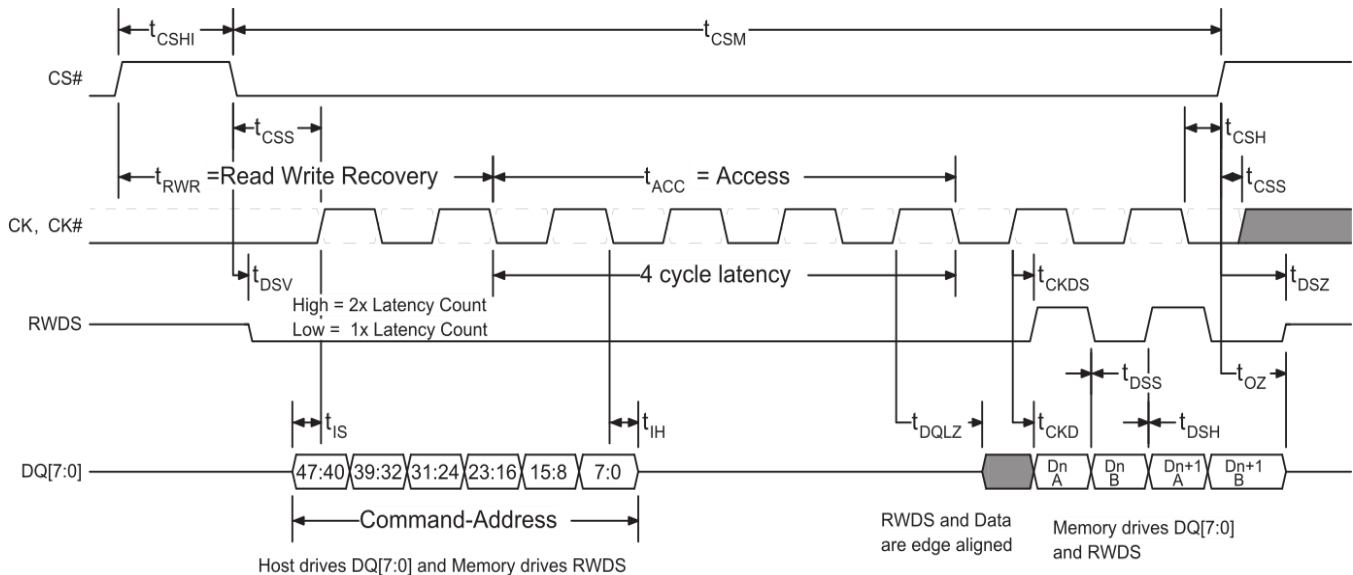 tCSHI
tCSM
CS#
tCSS
tCSH
tRWR =Read Write Recovery
tACC = Access
tCSS
CK, CK#
4 cycle latency
tDSV
tCKDS
tDSZ
High = 2x Latency Count
Low = 1x Latency Count
RWDS
tDSS
tOZ
tIS
tIH
tDQLZ
tCKD
tDSH
DQ[7:0]
47:40 39:32 31:24 23:16 15:8 7:0
Dn A
Dn B
Dn+1 A
Dn+1 B
Command-Address
RWDS and Data
are edge aligned
Memory drives DQ[7:0]
and RWDS
Host drives DQ[7:0] and Memory drives RWDS